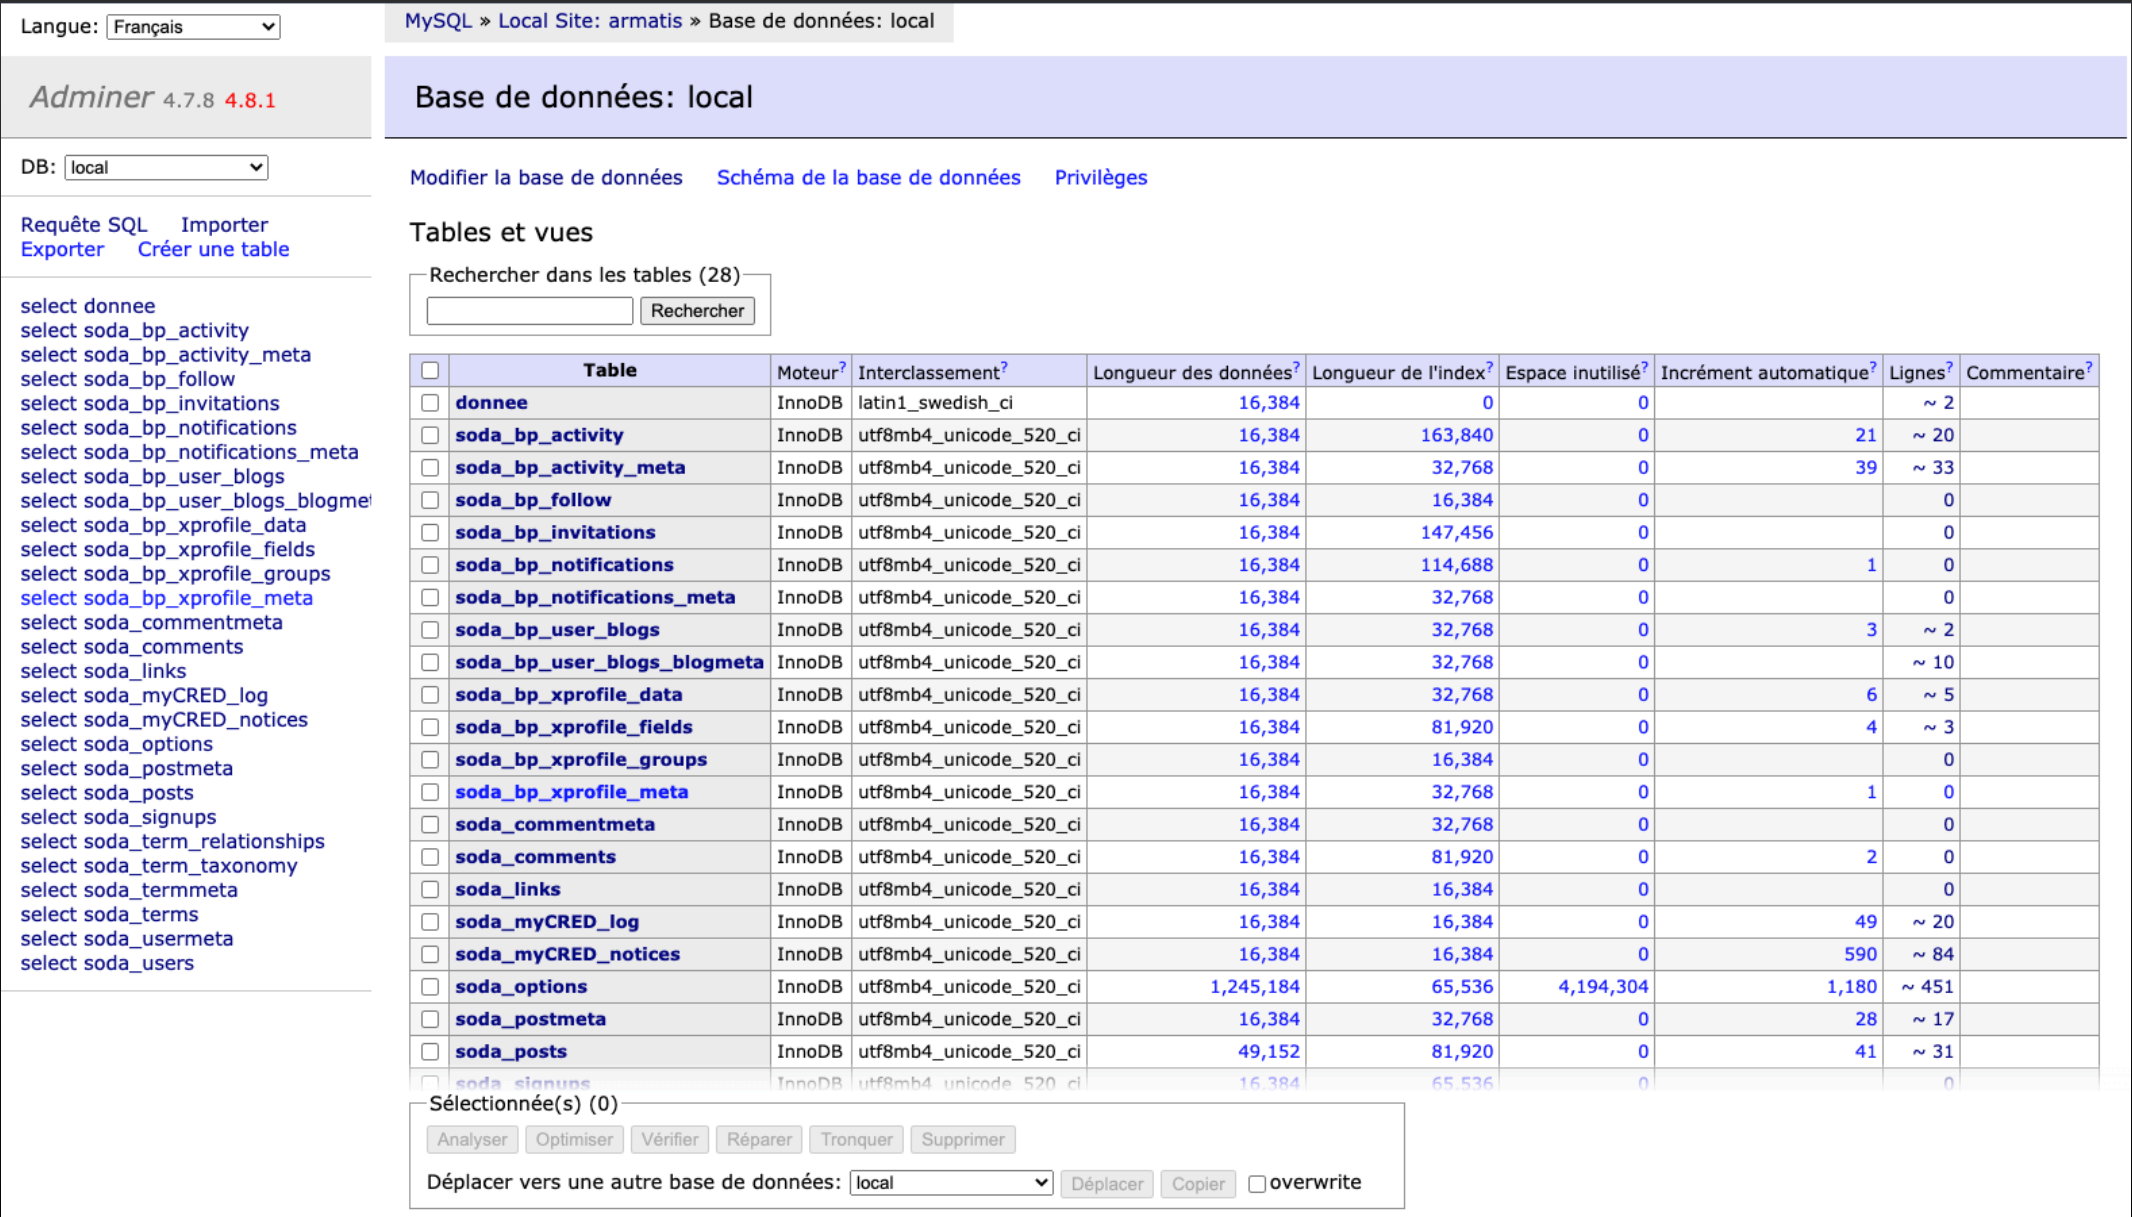 Langue: Français
MySQL » Local Site: armatis » Base de données: local
Adminer 4.7.8 4.8.1
Base de données: local
DB: local
Modifier la base de données Schéma de la base de données Privilèges
Requête SQL Importer
Exporter Créer une table
select donnee
select soda_bp_activity
select soda_bp_activity_meta
select soda_bp_follow
select soda_bp_invitations
select soda_bp_notifications
select soda_bp_notifications_meta
select soda_bp_user_blogs
select soda_bp_user_blogs_blogmet
select soda_bp_xprofile_data
select soda_bp_xprofile_fields
select soda_bp_xprofile_groups
select soda_bp_xprofile_meta
select soda_commentmeta
select soda_comments
select soda_links
select soda_myCRED_log
select soda_myCRED_notices
select soda_options
select soda_postmeta
select soda_posts
select soda_signups
select soda_term_relationships
select soda_term_taxonomy
select soda_termmeta
select soda_terms
select soda_usermeta
select soda_users
Tables et vues
Rechercher dans les tables (28)
Rechercher
Table Moteur? Interclassement? Longueur des données? Longueur de l'index? Espace inutilisé? Incrément automatique? Lignes? Commentaire?
donnee InnoDB latin1_swedish_ci 16,384 0 0 ~ 2
soda_bp_activity InnoDB utf8mb4_unicode_520_ci 16,384 163,840 0 21 ~ 20
soda_bp_activity_meta InnoDB utf8mb4_unicode_520_ci 16,384 32,768 0 39 ~ 33
soda_bp_follow InnoDB utf8mb4_unicode_520_ci 16,384 16,384 0 0
soda_bp_invitations InnoDB utf8mb4_unicode_520_ci 16,384 147,456 0 0
soda_bp_notifications InnoDB utf8mb4_unicode_520_ci 16,384 114,688 0 1 0
soda_bp_notifications_meta InnoDB utf8mb4_unicode_520_ci 16,384 32,768 0 0
soda_bp_user_blogs InnoDB utf8mb4_unicode_520_ci 16,384 32,768 0 3 ~ 2
soda_bp_user_blogs_blogmeta InnoDB utf8mb4_unicode_520_ci 16,384 32,768 0 ~ 10
soda_bp_xprofile_data InnoDB utf8mb4_unicode_520_ci 16,384 32,768 0 6 ~ 5
soda_bp_xprofile_fields InnoDB utf8mb4_unicode_520_ci 16,384 81,920 0 4 ~ 3
soda_bp_xprofile_groups InnoDB utf8mb4_unicode_520_ci 16,384 16,384 0 0
soda_bp_xprofile_meta InnoDB utf8mb4_unicode_520_ci 16,384 32,768 0 1 0
soda_commentmeta InnoDB utf8mb4_unicode_520_ci 16,384 32,768 0 0
soda_comments InnoDB utf8mb4_unicode_520_ci 16,384 81,920 0 2 0
soda_links InnoDB utf8mb4_unicode_520_ci 16,384 16,384 0 0
soda_myCRED_log InnoDB utf8mb4_unicode_520_ci 16,384 16,384 0 49 ~ 20
soda_myCRED_notices InnoDB utf8mb4_unicode_520_ci 16,384 16,384 0 590 ~ 84
soda_options InnoDB utf8mb4_unicode_520_ci 1,245,184 65,536 4,194,304 1,180 ~ 451
soda_postmeta InnoDB utf8mb4_unicode_520_ci 16,384 32,768 0 28 ~ 17
soda_posts InnoDB utf8mb4_unicode_520_ci 49,152 81,920 0 41 ~ 31
soda_signups InnoDB utf8mb4_unicode_520_ci 16,384 65,536 0 0
Sélectionnée(s) (0)
Analyser Optimiser Vérifier Réparer Tronquer Supprimer
Déplacer vers une autre base de données: local Déplacer Copier overwrite